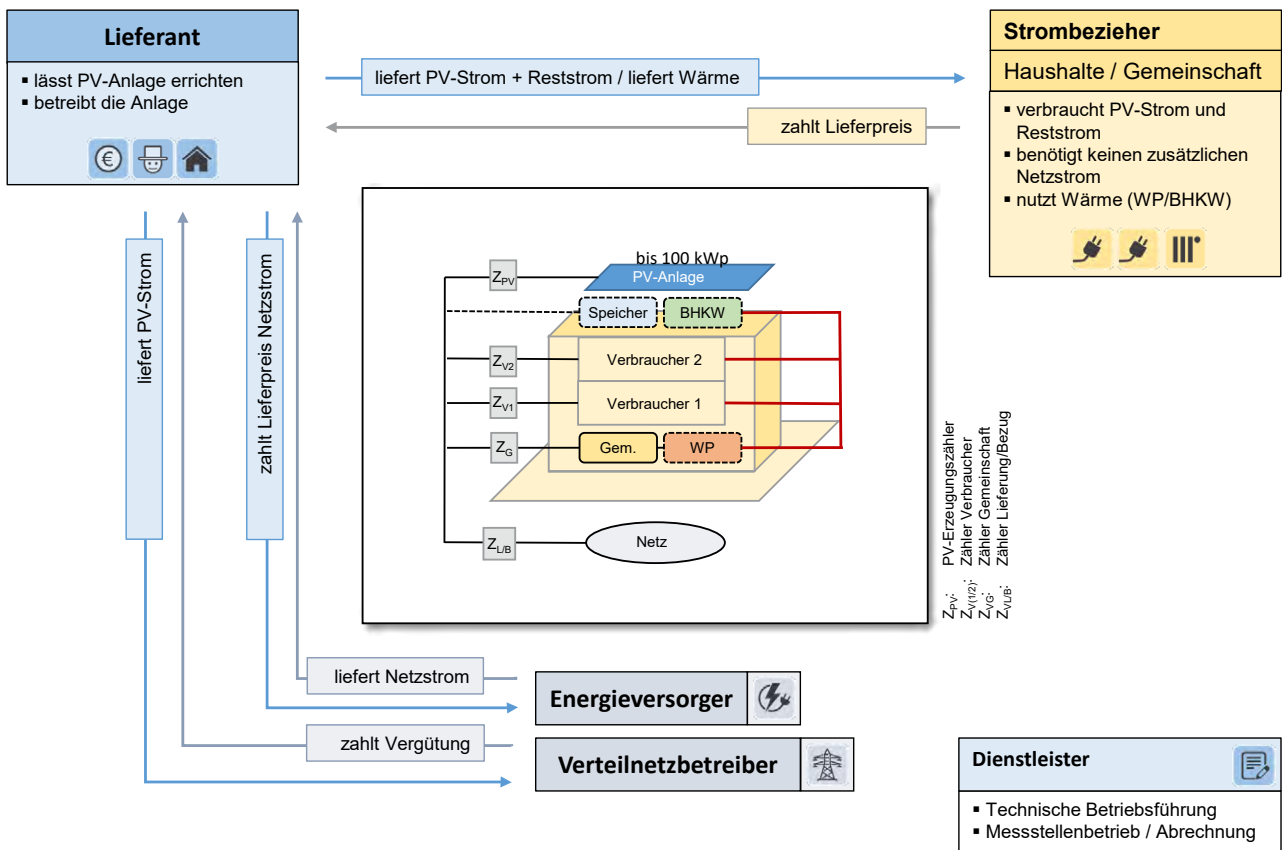 Lieferant
▪ lässt PV-Anlage errichten
▪ betreibt die Anlage
liefert PV-Strom + Reststrom / liefert Wärme
zahlt Lieferpreis
Strombezieher
Haushalte / Gemeinschaft
▪ verbraucht PV-Strom und
Reststrom
▪ benötigt keinen zusätzlichen
Netzstrom
▪ nutzt Wärme (WP/BHKW)
liefert PV-Strom
zahlt Lieferpreis Netzstrom
bis 100 kWp
Z_PV
PV-Anlage
Speicher
BHKW
Z_V2
Verbraucher 2
Z_V1
Verbraucher 1
Z_G
Gem.
WP
Z_L/B
Netz
Z_PV: PV-Erzeugungszähler
Z_V(1/2): Zähler Verbraucher
Z_VG: Zähler Gemeinschaft
Z_VL/B: Zähler Lieferung/Bezug
liefert Netzstrom
Energieversorger
zahlt Vergütung
Verteilnetzbetreiber
Dienstleister
▪ Technische Betriebsführung
▪ Messstellenbetrieb / Abrechnung